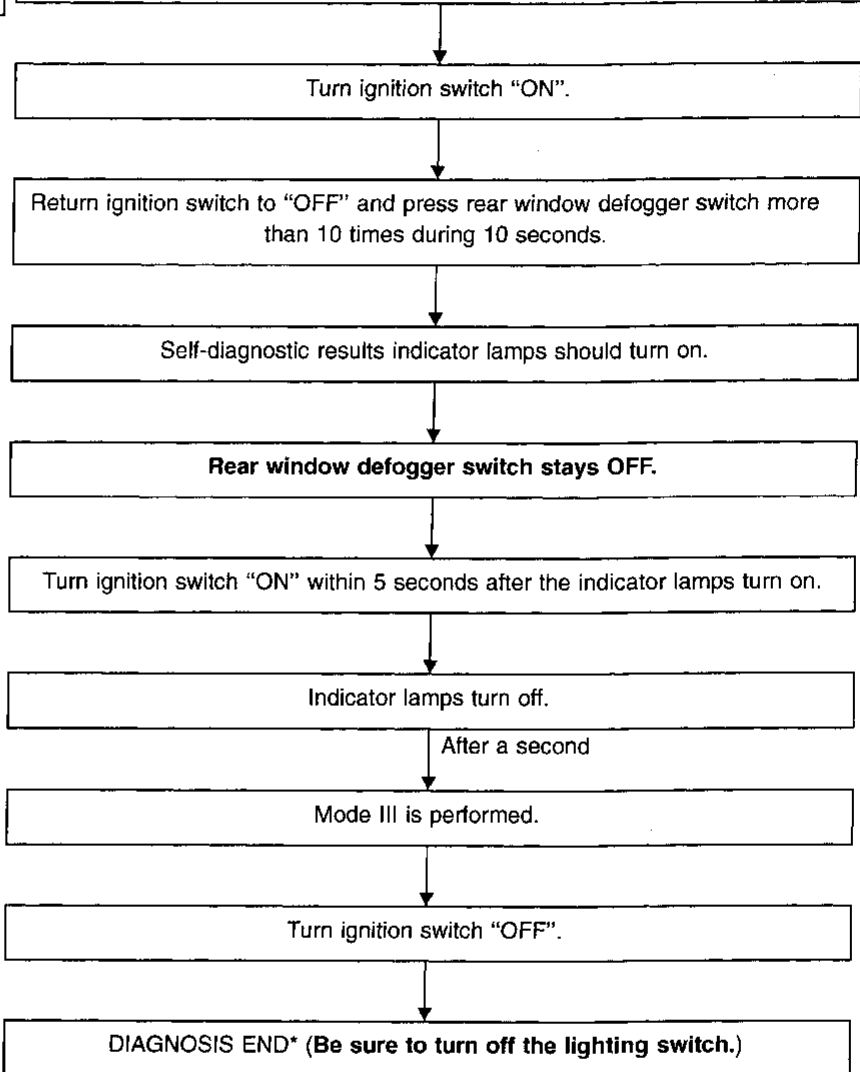 Turn ignition switch “ON”.
Return ignition switch to “OFF” and press rear window defogger switch more
than 10 times during 10 seconds.
Self-diagnostic results indicator lamps should turn on.
Rear window defogger switch stays OFF.
Turn ignition switch “ON” within 5 seconds after the indicator lamps turn on.
Indicator lamps turn off.
After a second
Mode III is performed.
Turn ignition switch “OFF”.
DIAGNOSIS END* (Be sure to turn off the lighting switch.)